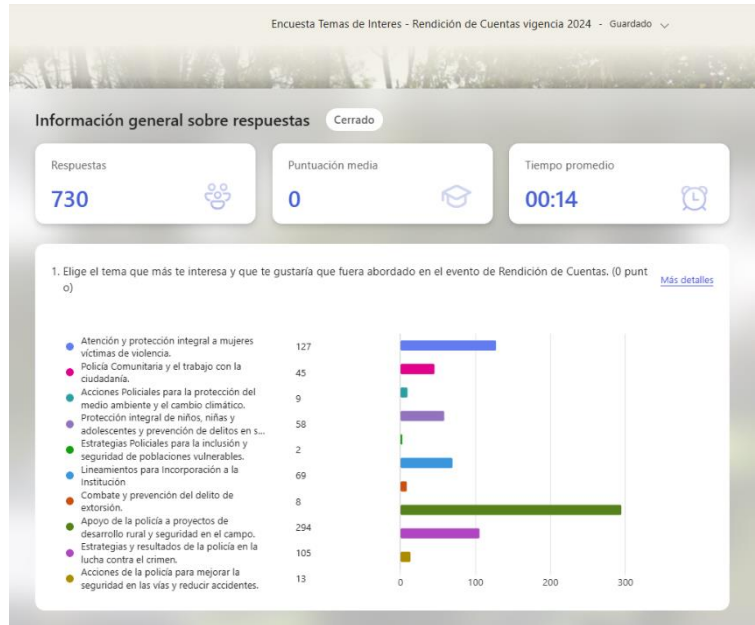 Encuesta Temas de Interes - Rendición de Cuentas vigencia 2024 - Guardado
Información general sobre respuestas
Cerrado
Respuestas
730
Puntuación media
0
Tiempo promedio
00:14
1. Elige el tema que más te interesa y que te gustaría que fuera abordado en el evento de Rendición de Cuentas. (0 punt
o)
Más detalles
Atención y protección integral a mujeres
víctimas de violencia.
127
Policía Comunitaria y el trabajo con la
ciudadanía.
45
Acciones Policiales para la protección del
medio ambiente y el cambio climático.
9
Protección integral de niños, niñas y
adolescentes y prevención de delitos en s...
58
Estrategias Policiales para la inclusión y
seguridad de poblaciones vulnerables.
2
Lineamientos para Incorporación a la
Institución
69
Combate y prevención del delito de
extorsión.
8
Apoyo de la policía a proyectos de
desarrollo rural y seguridad en el campo.
294
Estrategias y resultados de la policía en la
lucha contra el crimen.
105
Acciones de la policía para mejorar la
seguridad en las vías y reducir accidentes.
13
0 100 200 300